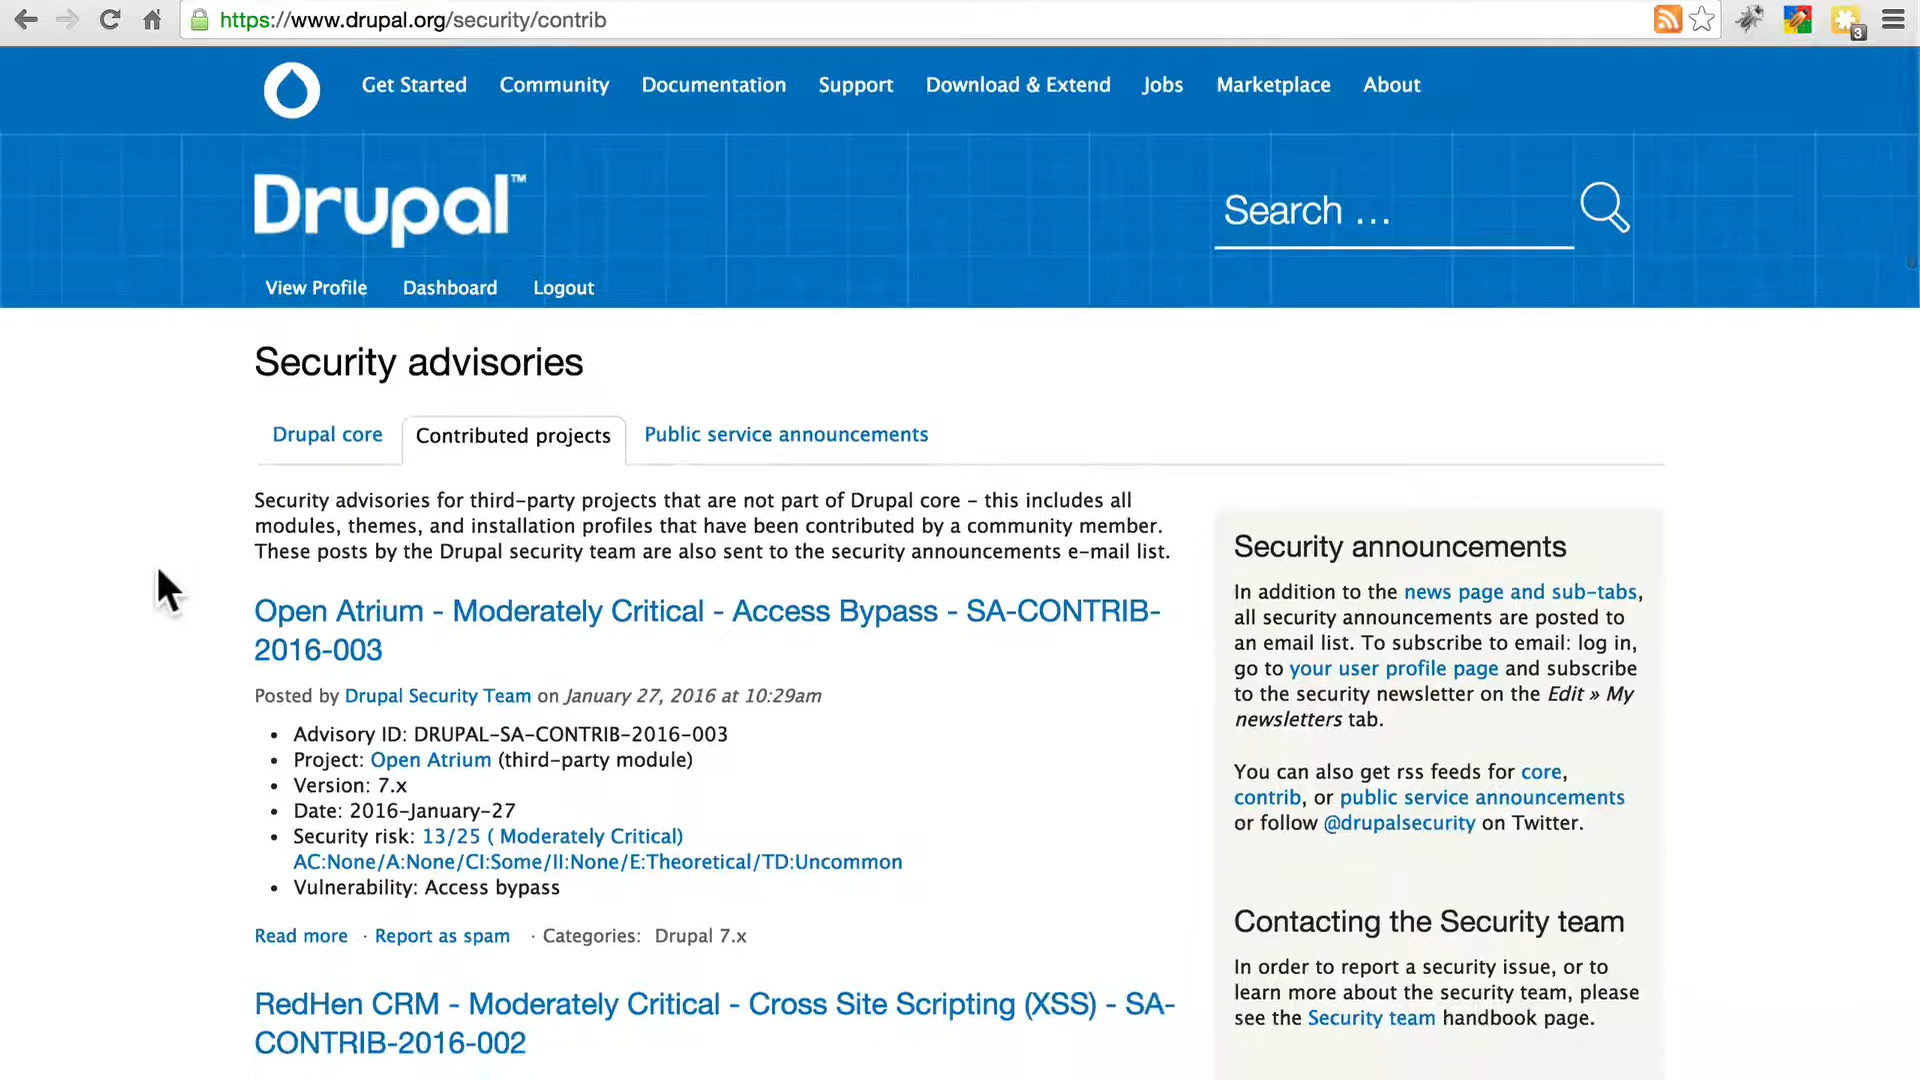 https://www.drupal.org/security/contrib
3
Get Started Community Documentation Support Download & Extend Jobs Marketplace About
Drupal™
Search ...
View Profile Dashboard Logout
Security advisories
Drupal core Contributed projects Public service announcements
Security advisories for third-party projects that are not part of Drupal core - this includes all
modules, themes, and installation profiles that have been contributed by a community member.
These posts by the Drupal security team are also sent to the security announcements e-mail list.
Open Atrium - Moderately Critical - Access Bypass - SA-CONTRIB-
2016-003
Posted by Drupal Security Team on January 27, 2016 at 10:29am
• Advisory ID: DRUPAL-SA-CONTRIB-2016-003
• Project: Open Atrium (third-party module)
• Version: 7.x
• Date: 2016-January-27
• Security risk: 13/25 ( Moderately Critical)
AC:None/A:None/CI:Some/II:None/E:Theoretical/TD:Uncommon
• Vulnerability: Access bypass
Read more · Report as spam · Categories: Drupal 7.x
RedHen CRM - Moderately Critical - Cross Site Scripting (XSS) - SA-
CONTRIB-2016-002
Security announcements
In addition to the news page and sub-tabs,
all security announcements are posted to
an email list. To subscribe to email: log in,
go to your user profile page and subscribe
to the security newsletter on the Edit » My
newsletters tab.
You can also get rss feeds for core,
contrib, or public service announcements
or follow @drupalsecurity on Twitter.
Contacting the Security team
In order to report a security issue, or to
learn more about the security team, please
see the Security team handbook page.